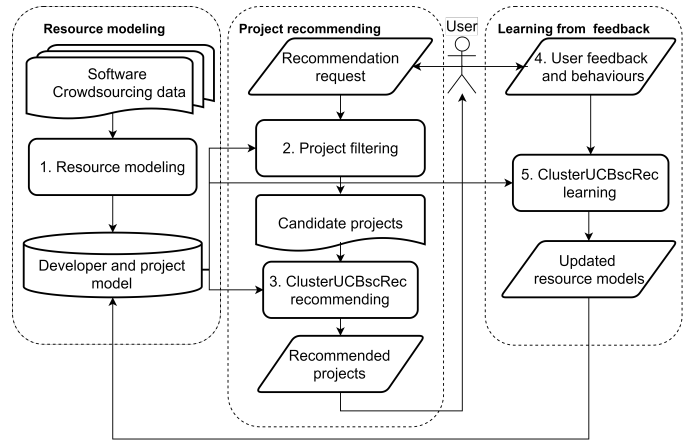 Resource modeling
Software
Crowdsourcing data
1. Resource modeling
Developer and project
model
Project recommending
Recommendation
request
2. Project filtering
Candidate projects
3. ClusterUCBscRec
recommending
Recommended
projects
User
Learning from feedback
4. User feedback
and behaviours
5. ClusterUCBscRec
learning
Updated
resource models